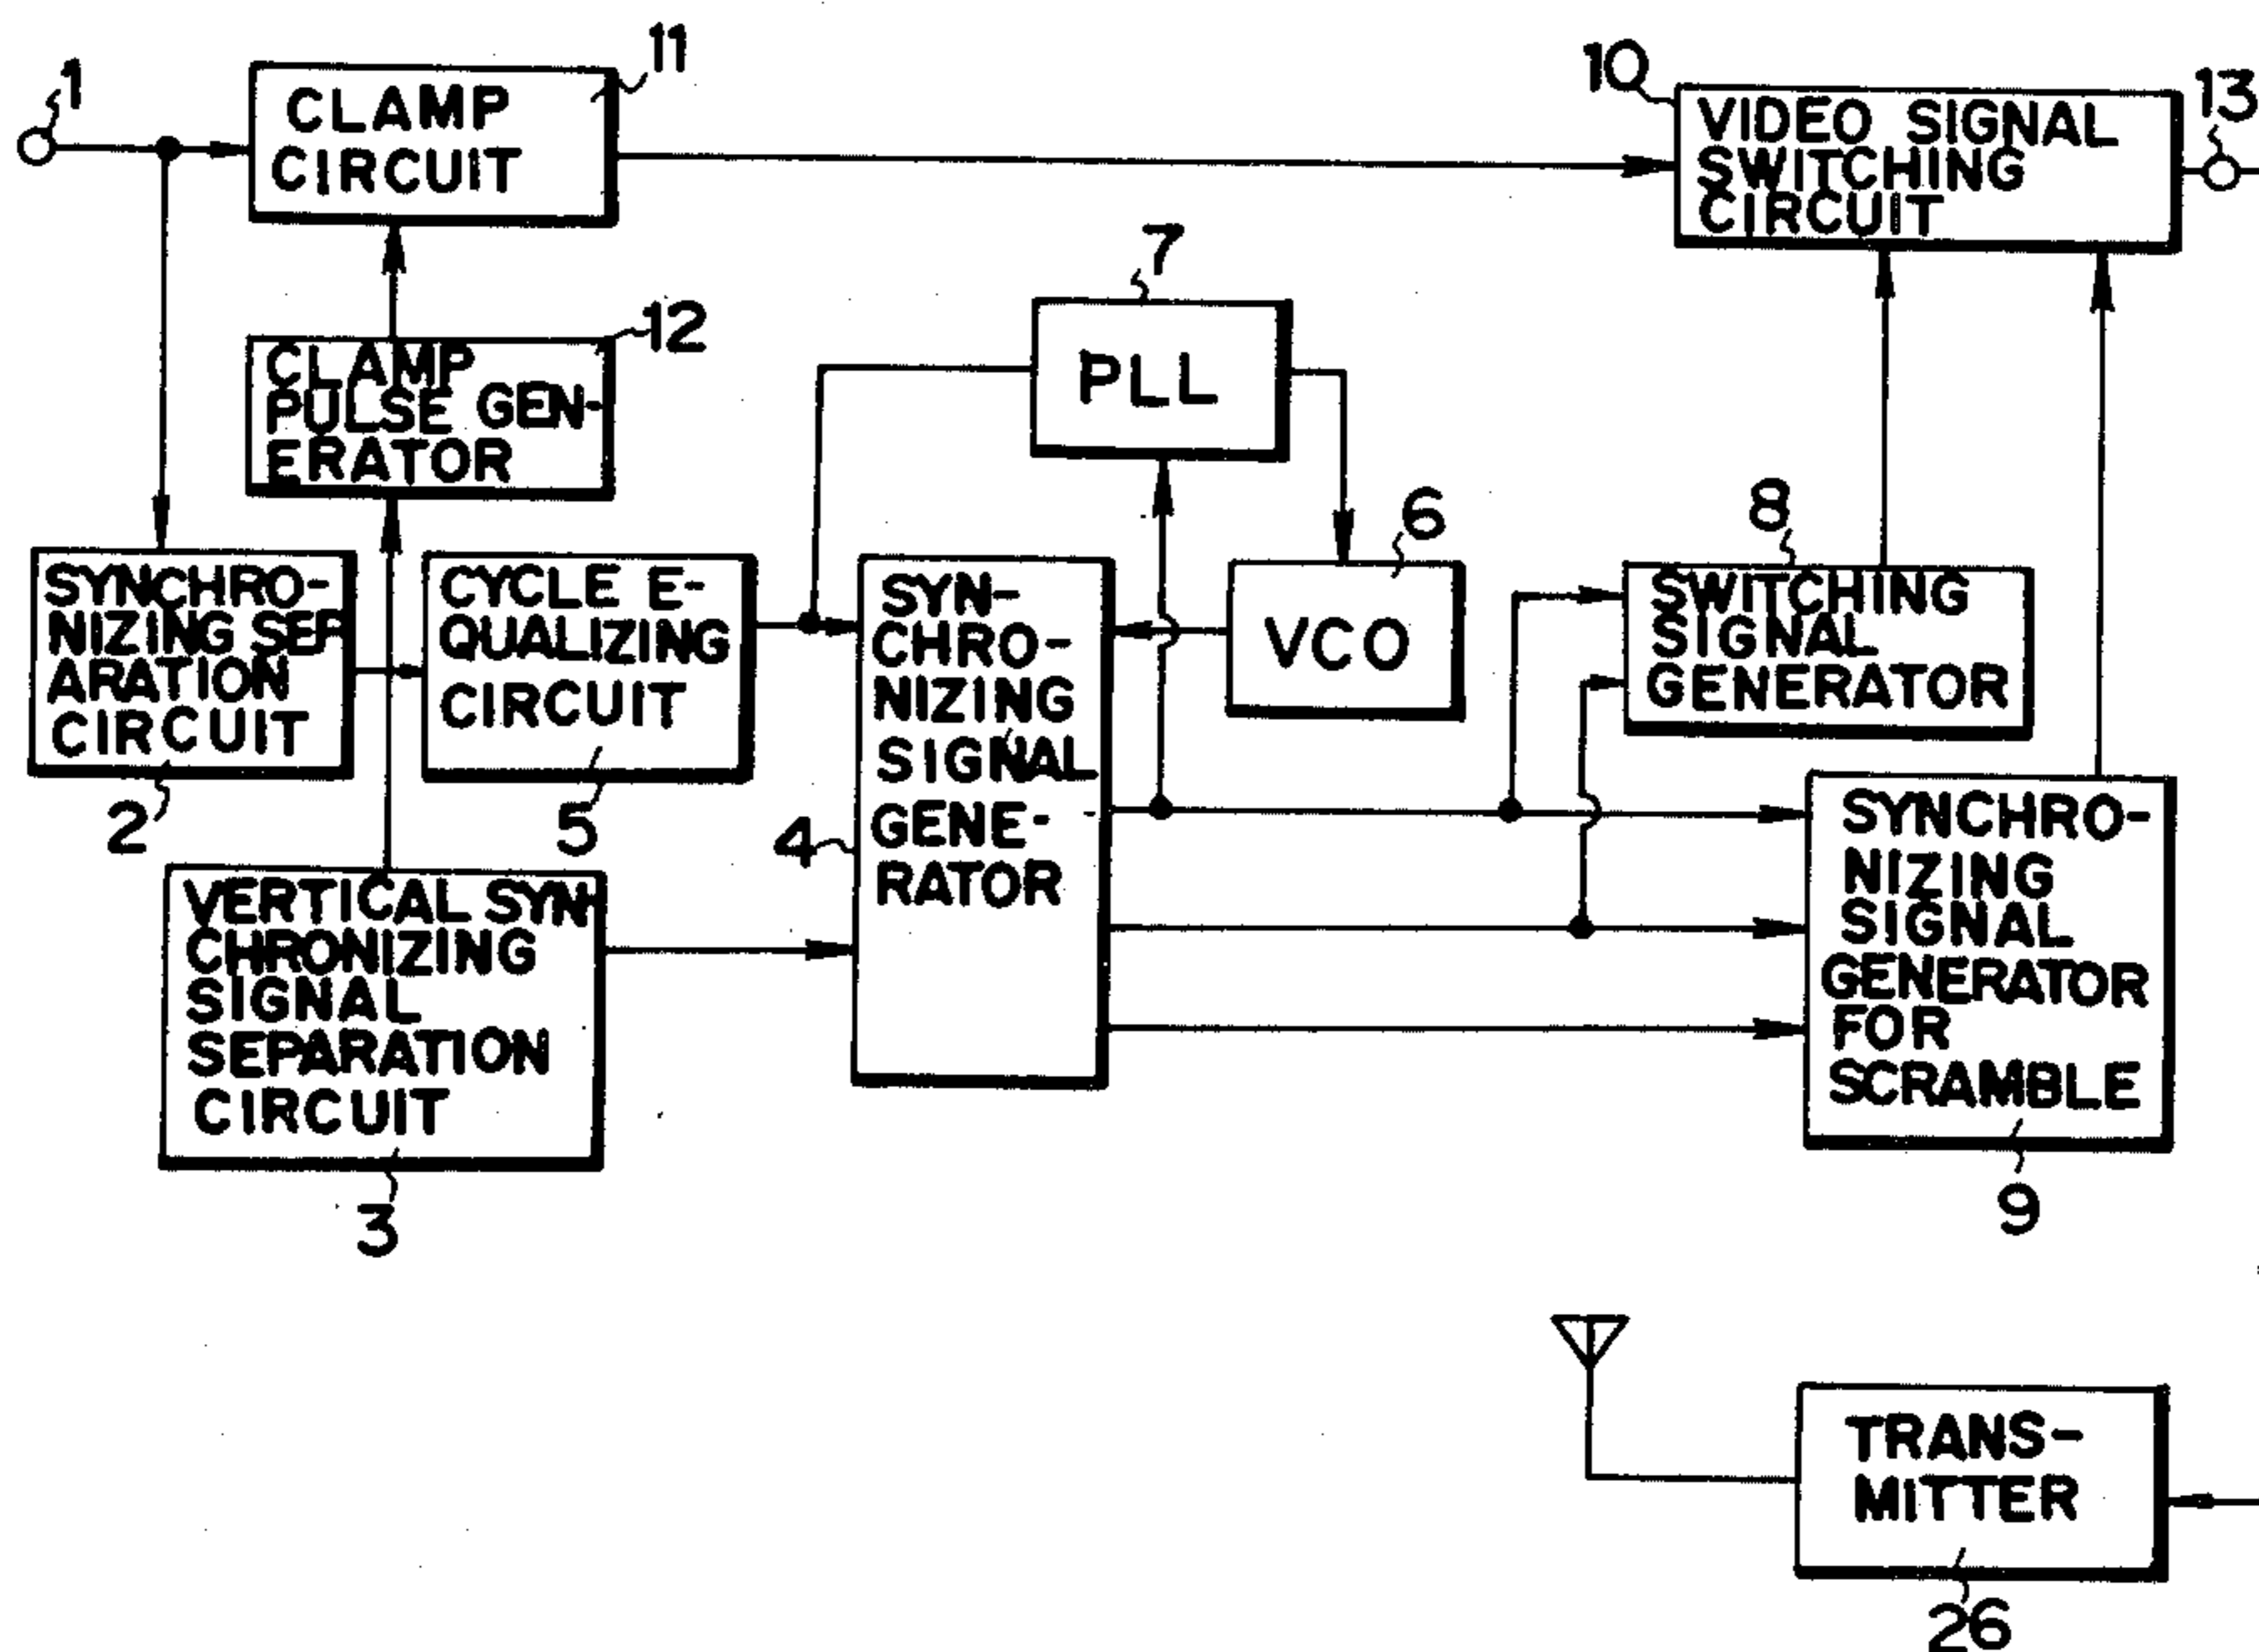 1
CLAMP
CIRCUIT
11
10
VIDEO SIGNAL
SWITCHING
CIRCUIT
13
CLAMP
PULSE GEN-
ERATOR
12
7
PLL
6
VCO
8
SWITCHING
SIGNAL
GENERATOR
SYNCHRO-
NIZING SEP
ARATION
CIRCUIT
2
CYCLE E-
QUALIZING
CIRCUIT
5
4
SYN-
CHRO-
NIZING
SIGNAL
GENE-
RATOR
SYNCHRO-
NIZING
SIGNAL
GENERATOR
FOR
SCRAMBLE
9
VERTICAL SYN
CHRONIZING
SIGNAL
SEPARATION
CIRCUIT
3
TRANS-
MITTER
26